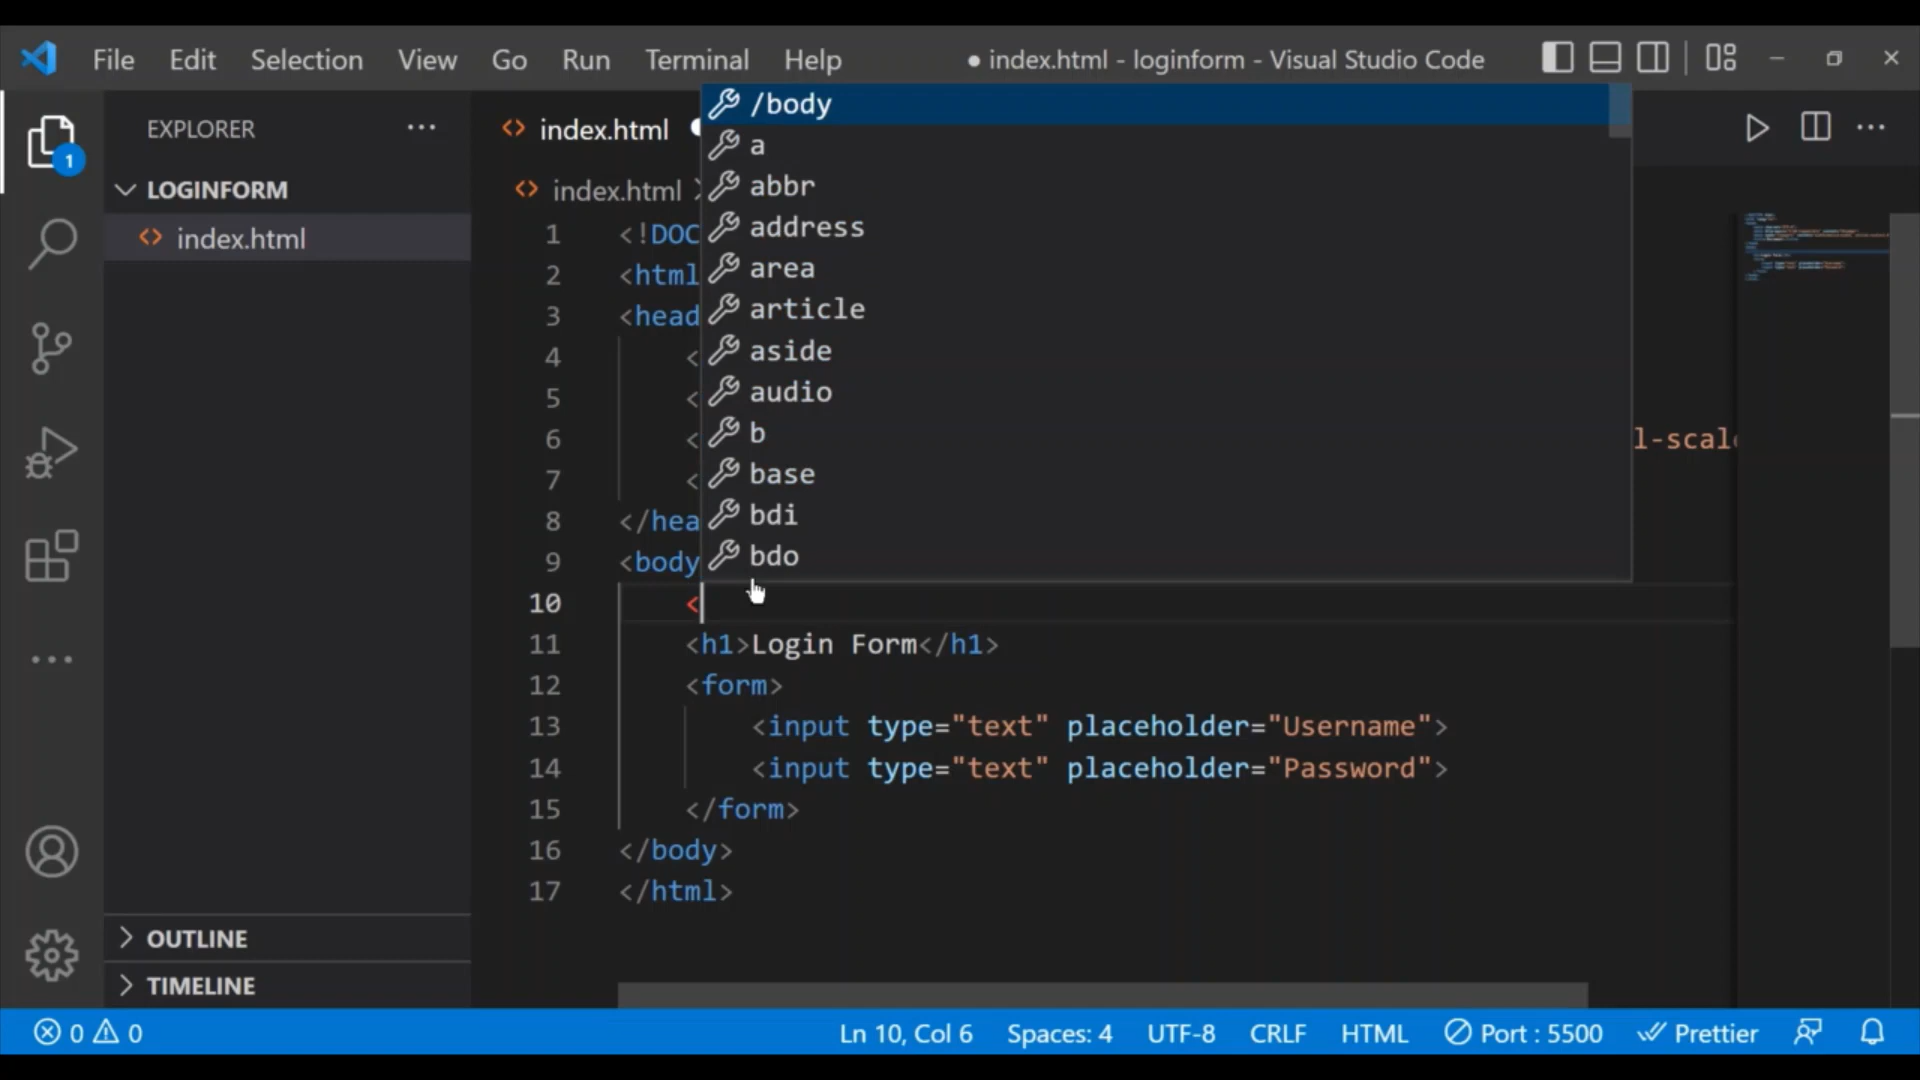 File Edit Selection View Go Run Terminal Help ● index.html - loginform - Visual Studio Code
EXPLORER ···
1
LOGINFORM
index.html
OUTLINE
TIMELINE
index.html
index.html
/body
a
abbr
address
area
article
aside
audio
b
base
bdi
bdo
1 <!DOC
2 <html
3 <head
4 <
5 <
6 < l-scal
7 <
8 </hea
9 <body
10 <
11 <h1>Login Form</h1>
12 <form>
13 <input type="text" placeholder="Username">
14 <input type="text" placeholder="Password">
15 </form>
16 </body>
17 </html>
0 0 Ln 10, Col 6 Spaces: 4 UTF-8 CRLF HTML Port : 5500 Prettier